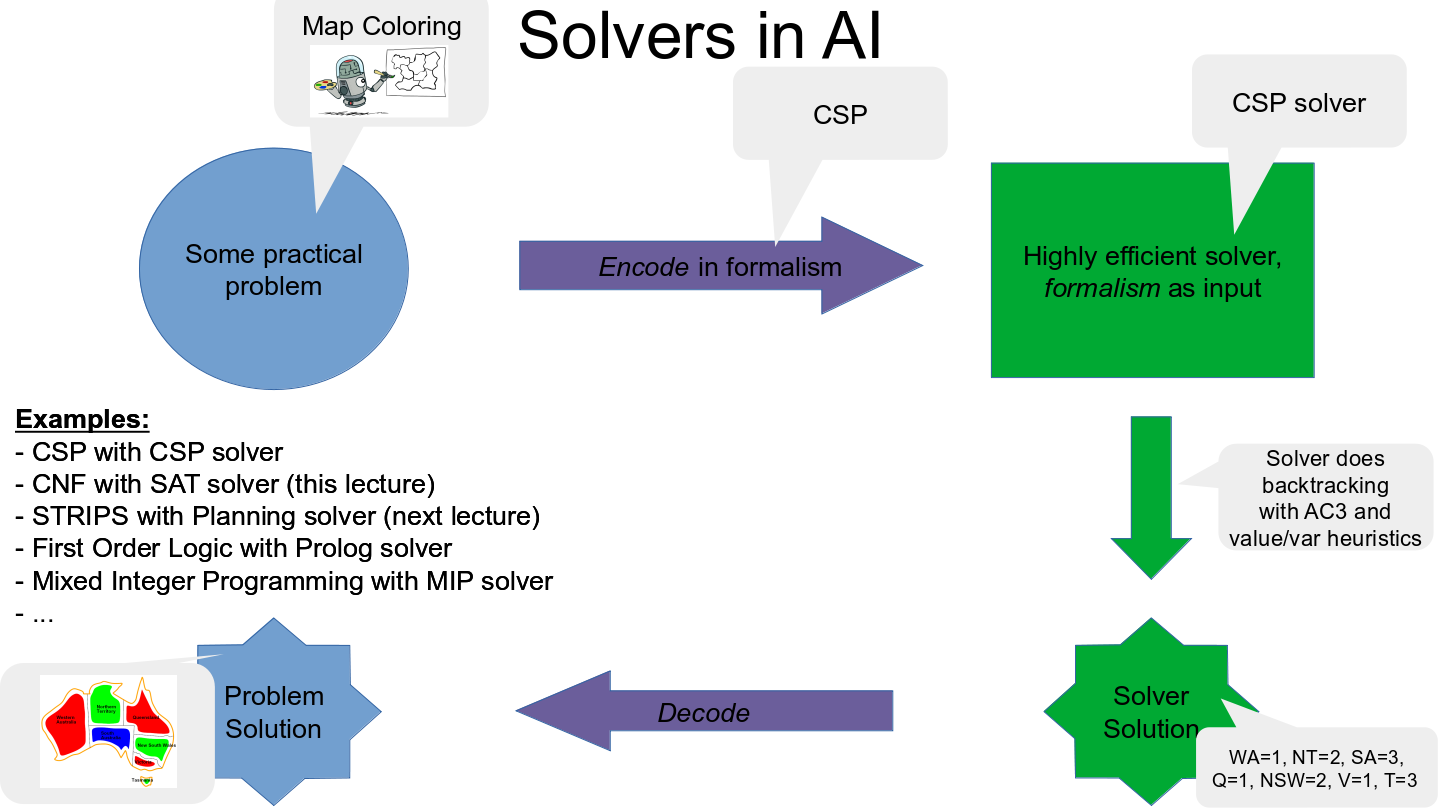 Solvers in AI
Map Coloring
CSP
CSP solver
Some practical
problem
Encode in formalism
Highly efficient solver,
formalism as input
Examples:
- CSP with CSP solver
- CNF with SAT solver (this lecture)
- STRIPS with Planning solver (next lecture)
- First Order Logic with Prolog solver
- Mixed Integer Programming with MIP solver
- ...
Solver does
backtracking
with AC3 and
value/var heuristics
Western
Australia
Northern
Territory
Queensland
New South Wales
Tasmania
Problem
Solution
Decode
Solver
Solution
WA=1, NT=2, SA=3,
Q=1, NSW=2, V=1, T=3